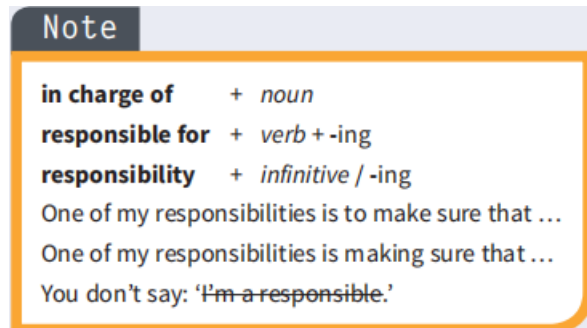 Note
in charge of + noun
responsible for + verb + -ing
responsibility + infinitive / -ing
One of my responsibilities is to make sure that …
One of my responsibilities is making sure that …
You don’t say: ‘I’m a responsible.’